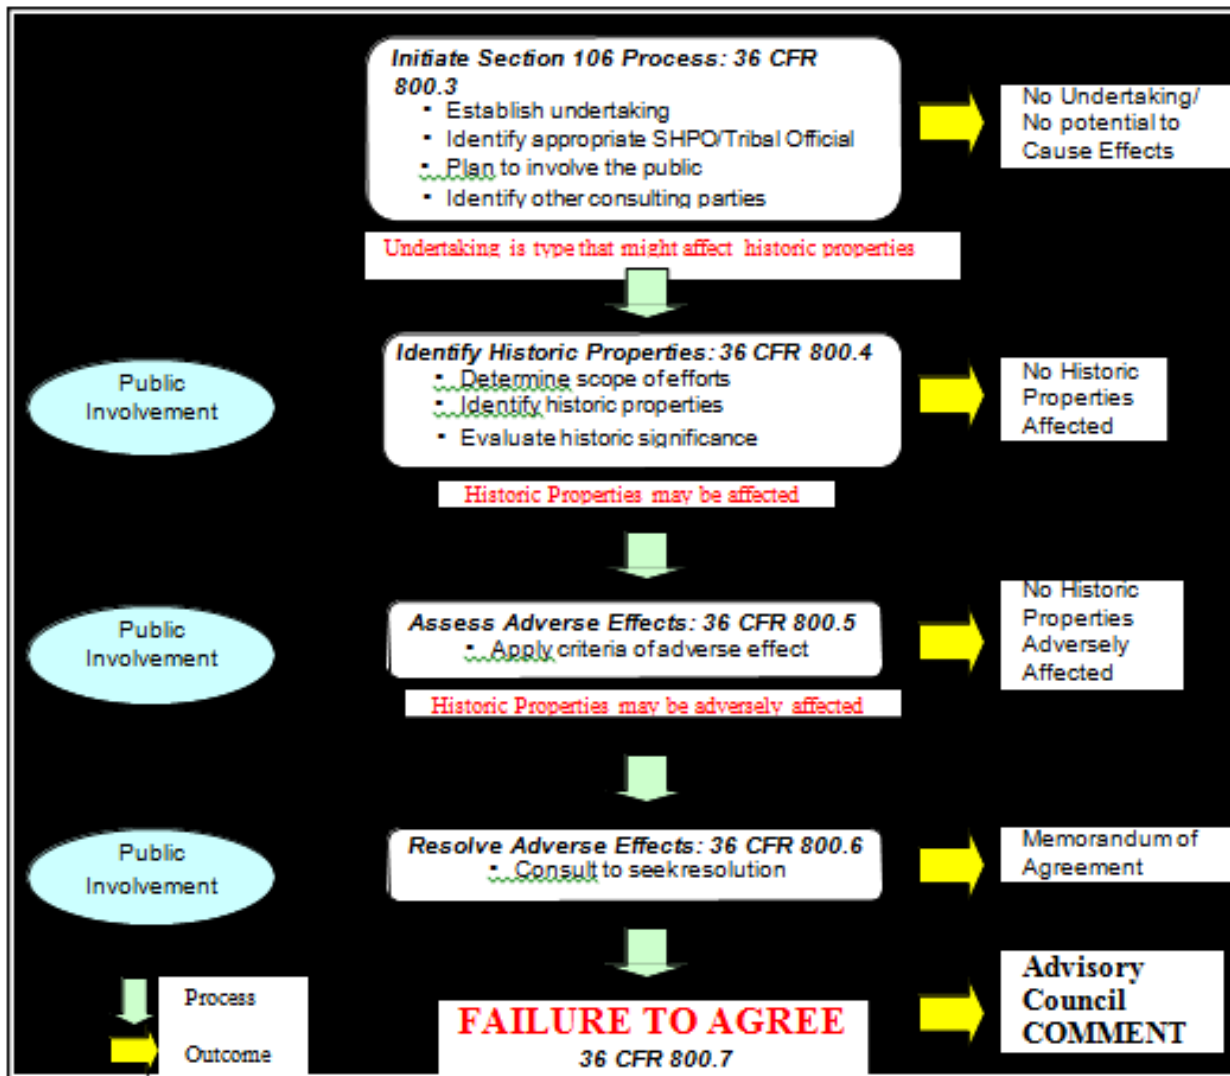 Initiate Section 106 Process: 36 CFR
800.3
▪ Establish undertaking
▪ Identify appropriate SHPO/Tribal Official
▪ Plan to involve the public
▪ Identify other consulting parties
No Undertaking/
No potential to
Cause Effects
Undertaking is type that might affect historic properties
Public
Involvement
Identify Historic Properties: 36 CFR 800.4
▪ Determine scope of efforts
▪ Identify historic properties
▪ Evaluate historic significance
No Historic
Properties
Affected
Historic Properties may be affected
Public
Involvement
Assess Adverse Effects: 36 CFR 800.5
▪ Apply criteria of adverse effect
No Historic
Properties
Adversely
Affected
Historic Properties may be adversely affected
Public
Involvement
Resolve Adverse Effects: 36 CFR 800.6
▪ Consult to seek resolution
Memorandum of
Agreement
Process
Outcome
FAILURE TO AGREE
36 CFR 800.7
Advisory
Council
COMMENT